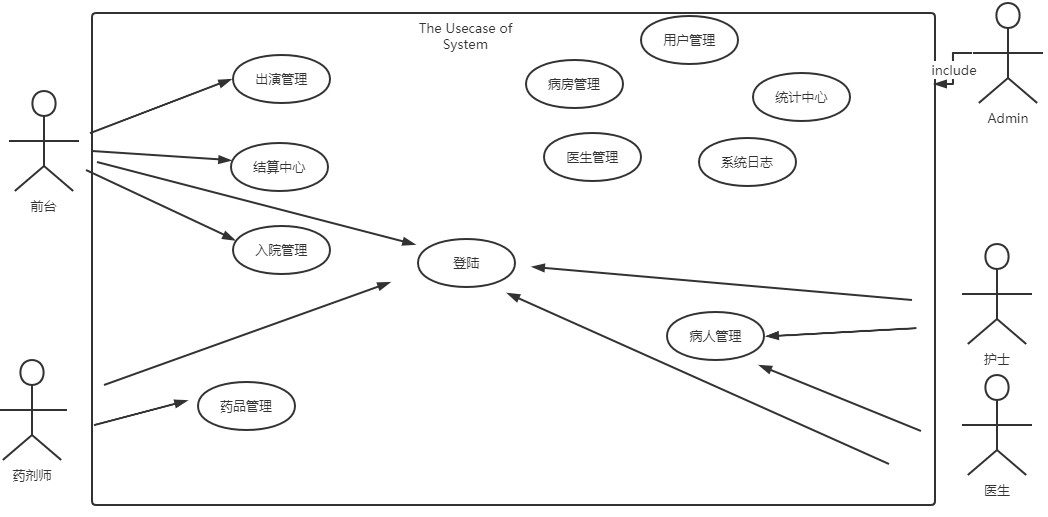 The Usecase of
System
用户管理
include
Admin
出演管理
病房管理
统计中心
前台
结算中心
医生管理
系统日志
入院管理
登陆
病人管理
护士
药品管理
药剂师
医生